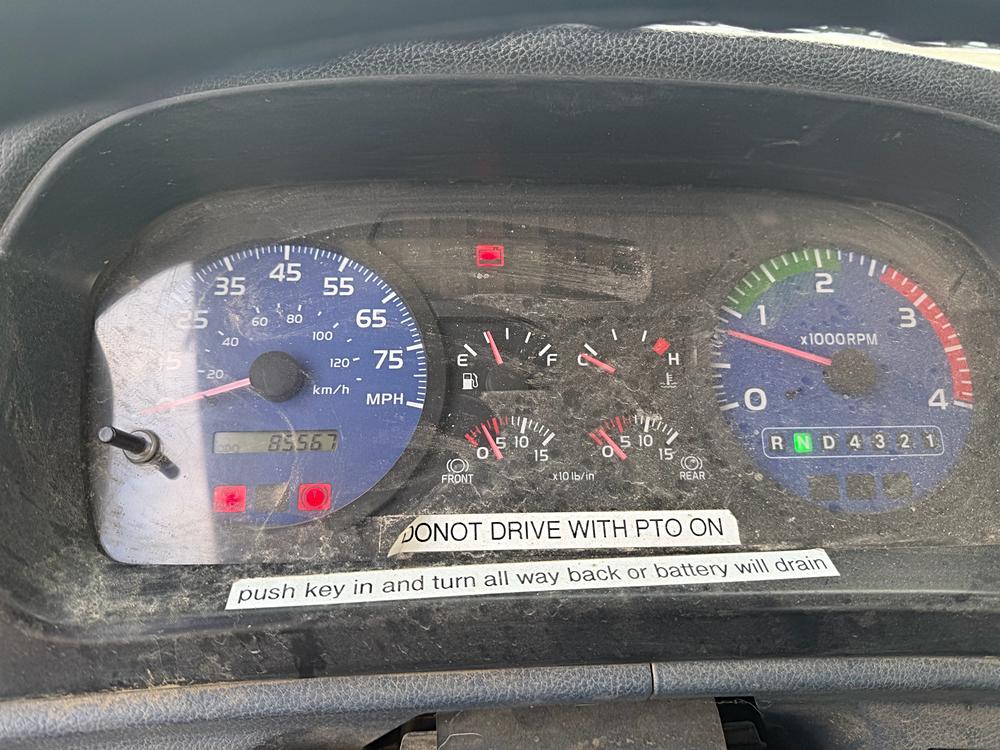 45
35
55
25
65
5
75
MPH
60
80
40
100
20
120
km/h
85567
E
F
C
H
0
5
10
15
FRONT
x10 lb/in
0
5
10
15
REAR
0
1
2
3
4
x1000RPM
R N D 4 3 2 1
DONOT DRIVE WITH PTO ON
push key in and turn all way back or battery will drain